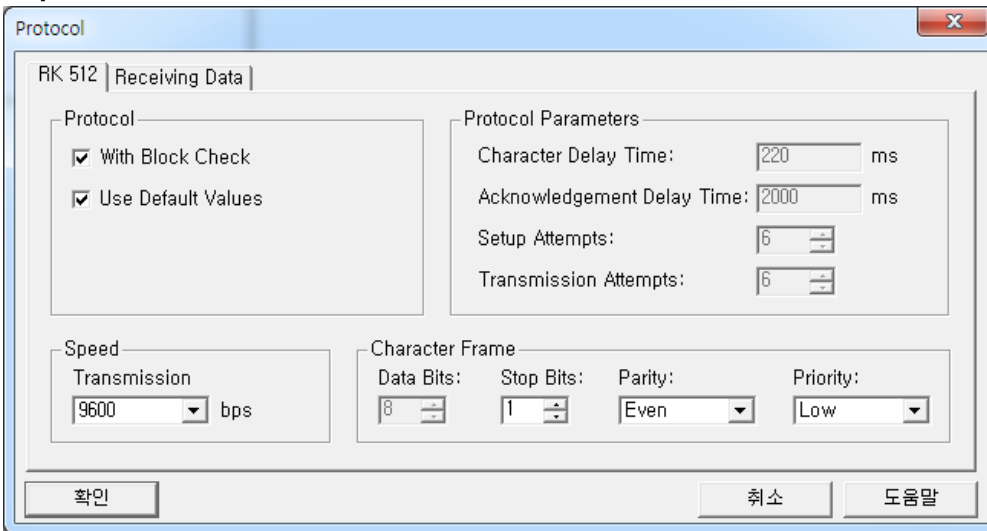 Protocol
RK 512
Receiving Data
Protocol
With Block Check
Use Default Values
Protocol Parameters
Character Delay Time: 220 ms
Acknowledgement Delay Time: 2000 ms
Setup Attempts: 6
Transmission Attempts: 6
Speed
Transmission
9600 bps
Character Frame
Data Bits: Stop Bits: Parity: Priority:
8 1 Even Low
확인 취소 도움말